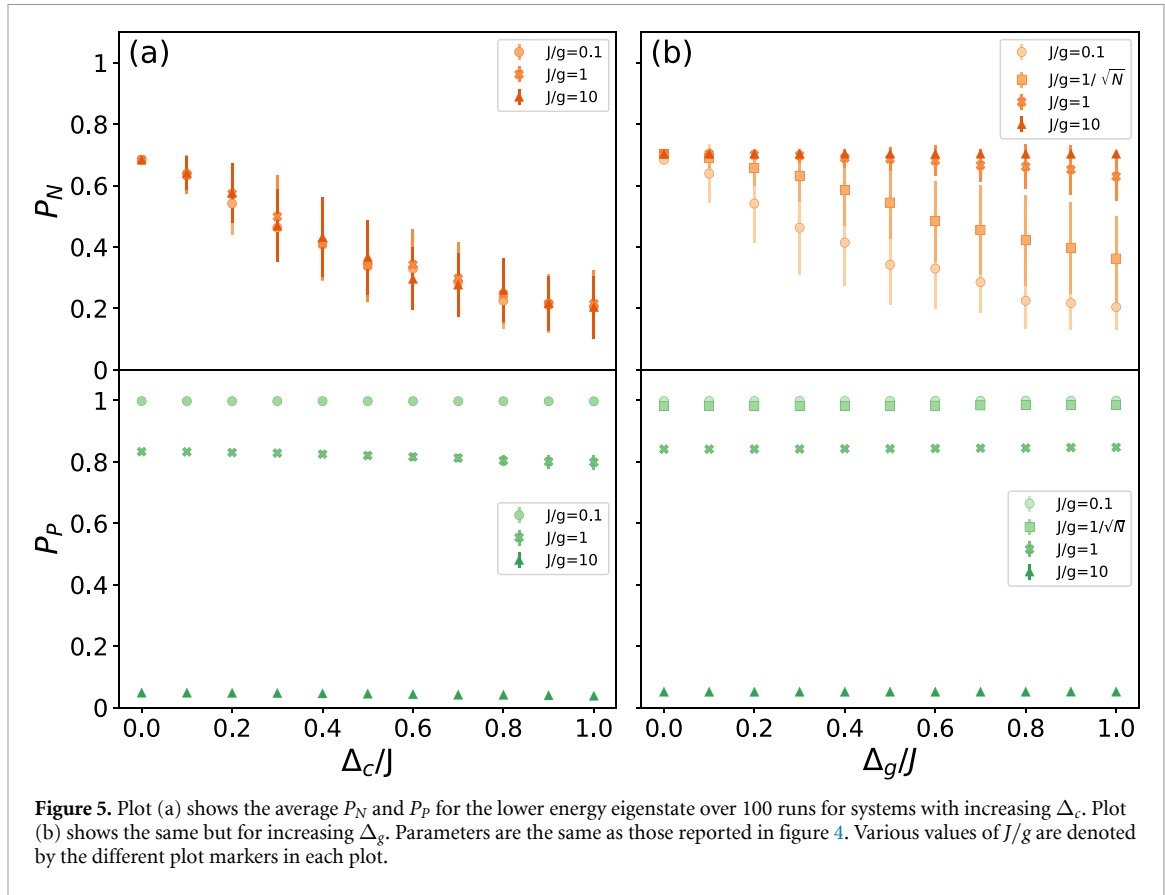 (a)
J/g=0.1
J/g=1
J/g=10
P_N
1
0.8
0.6
0.4
0.2
0
(b)
J/g=0.1
J/g=1/ √N
J/g=1
J/g=10
P_P
1
0.8
0.6
0.4
0.2
0
J/g=0.1
J/g=1
J/g=10
J/g=0.1
J/g=1/√N
J/g=1
J/g=10
0.0 0.2 0.4 0.6 0.8 1.0
Δ_c/J
0.0 0.2 0.4 0.6 0.8 1.0
Δ_g/J
Figure 5. Plot (a) shows the average P_N and P_P for the lower energy eigenstate over 100 runs for systems with increasing Δ_c. Plot
(b) shows the same but for increasing Δ_g. Parameters are the same as those reported in figure 4. Various values of J/g are denoted
by the different plot markers in each plot.